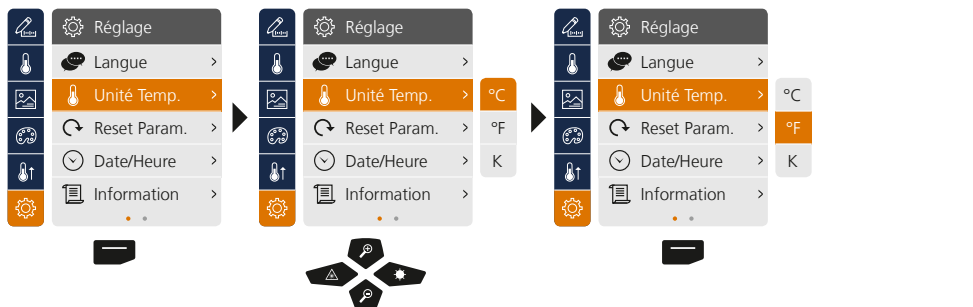 Réglage
Langue
Unité Temp.
Reset Param.
Date/Heure
Information
Réglage
Langue
Unité Temp.
Reset Param.
Date/Heure
Information
°C
°F
K
Réglage
Langue
Unité Temp.
Reset Param.
Date/Heure
Information
°C
°F
K